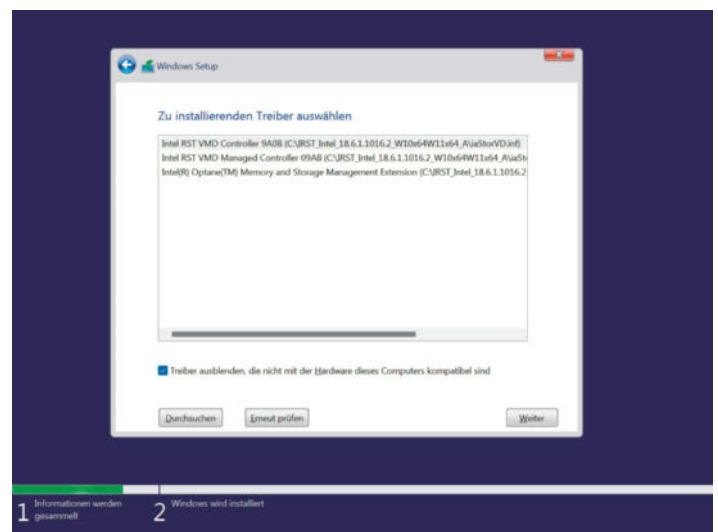 Windows Setup
Zu installierenden Treiber auswählen
Intel RST VMD Controller 9A0B (C:\IRST_Intel_18.6.1.1016.2_W10x64W11x64_A\iaStorVD.inf)
Intel RST VMD Managed Controller 09AB (C:\IRST_Intel_18.6.1.1016.2_W10x64W11x64_A\iaSt
Intel(R) Optane(TM) Memory and Storage Management Extension (C:\IRST_Intel_18.6.1.1016.2
Treiber ausblenden, die nicht mit der Hardware dieses Computers kompatibel sind
Durchsuchen
Erneut prüfen
Weiter
1 Informationen werden
gesammelt
2 Windows wird installiert